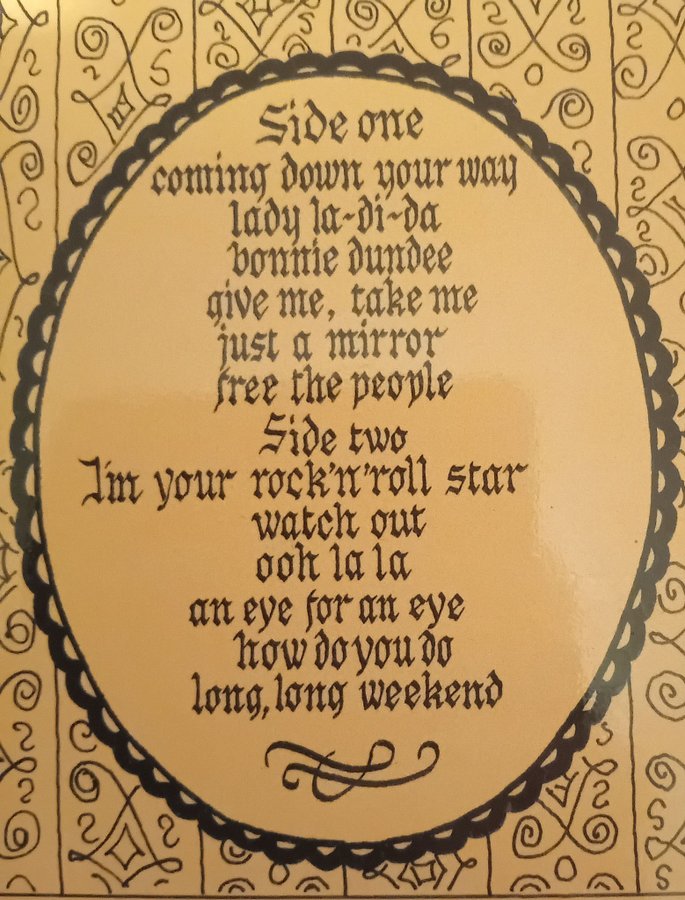 Side one
coming down your way
lady la-di-da
bonnie dundee
give me, take me
just a mirror
free the people
Side two
I'm your rock'n'roll star
watch out
ooh la la
an eye for an eye
how do you do
long, long weekend